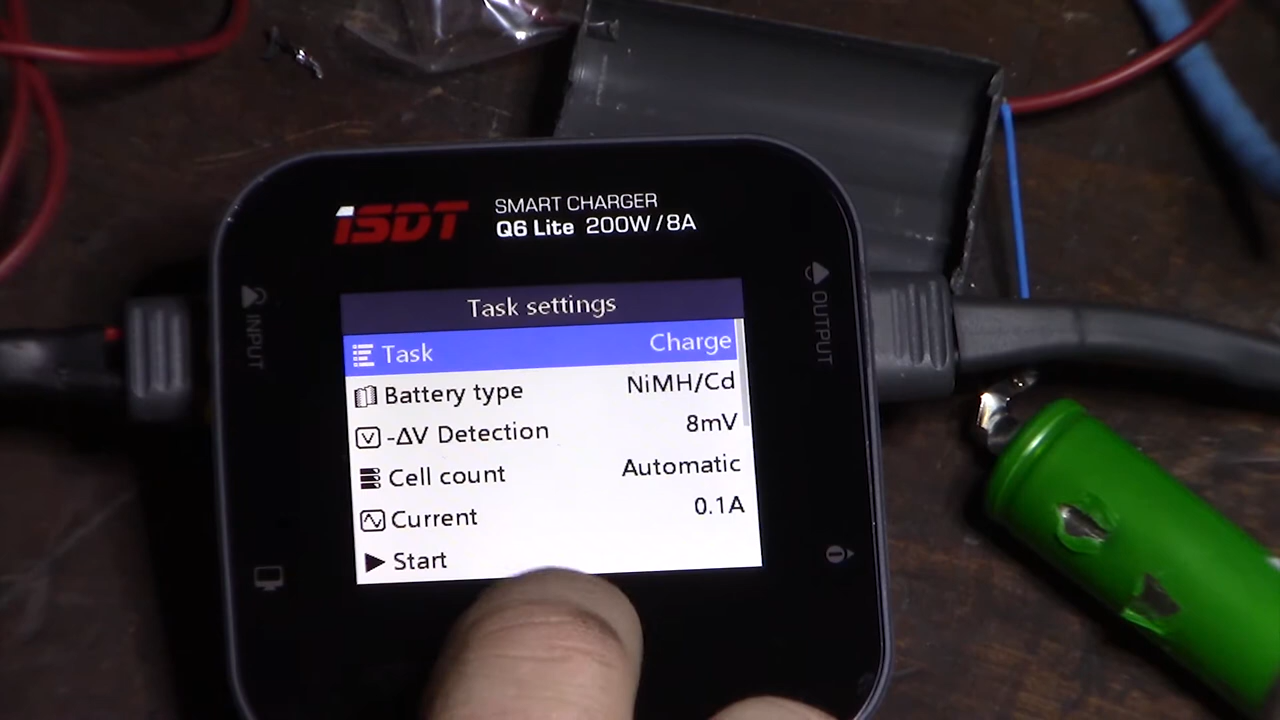 iSDT
SMART CHARGER
Q6 Lite 200W / 8A
INPUT
OUTPUT
Task settings
Task Charge
Battery type NiMH/Cd
-ΔV Detection 8mV
Cell count Automatic
Current 0.1A
Start